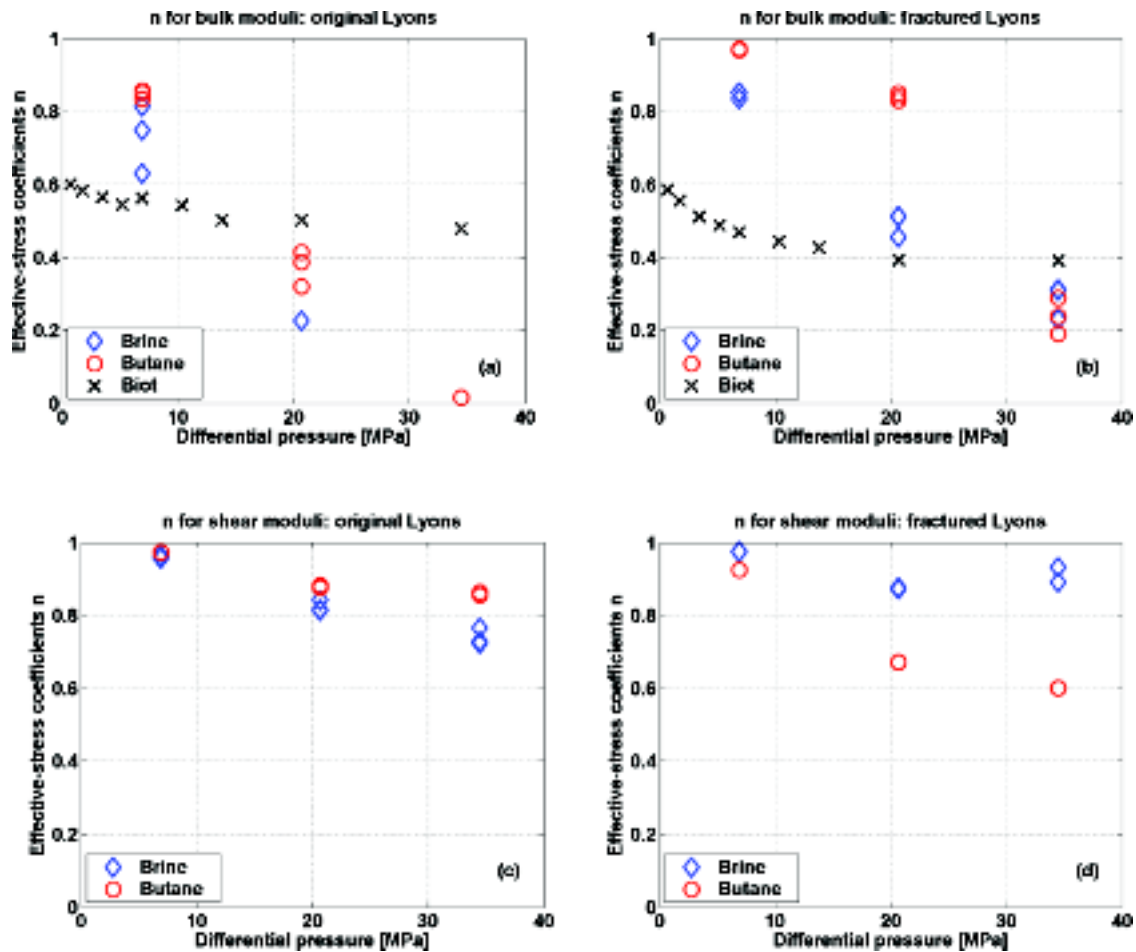 n for bulk moduli: original Lyons
Effective-stress coefficients n
1
0.8
0.6
0.4
0.2
0
Brine
Butane
Biot
(a)
0 10 20 30 40
Differential pressure [MPa]
n for bulk moduli: fractured Lyons
Effective-stress coefficients n
1
0.8
0.6
0.4
0.2
0
Brine
Butane
Biot
(b)
0 10 20 30 40
Differential pressure [MPa]
n for shear moduli: original Lyons
Effective-stress coefficients n
1
0.8
0.6
0.4
0.2
0
Brine
Butane
(c)
0 10 20 30 40
Differential pressure [MPa]
n for shear moduli: fractured Lyons
Effective-stress coefficients n
1
0.8
0.6
0.4
0.2
0
Brine
Butane
(d)
0 10 20 30 40
Differential pressure [MPa]